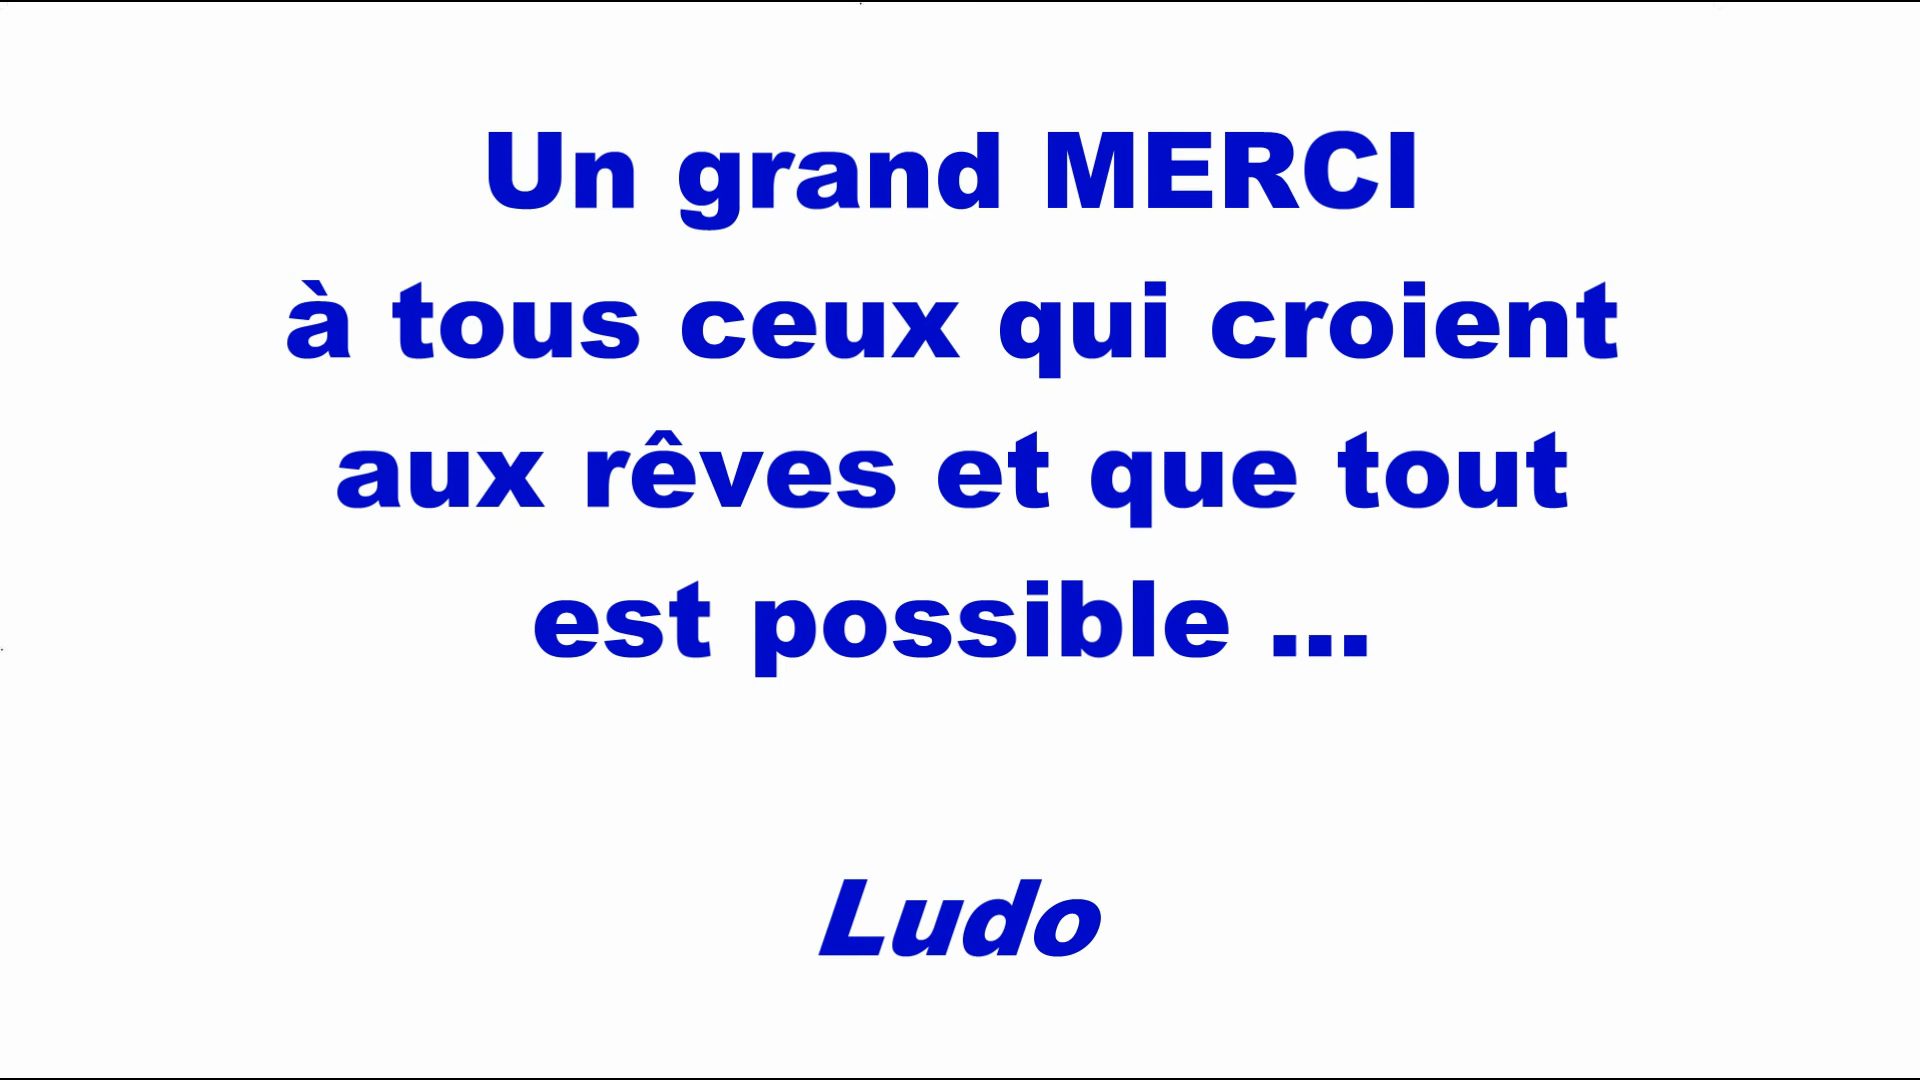 Un grand MERCI
à tous ceux qui croient
aux rêves et que tout
est possible ...
Ludo